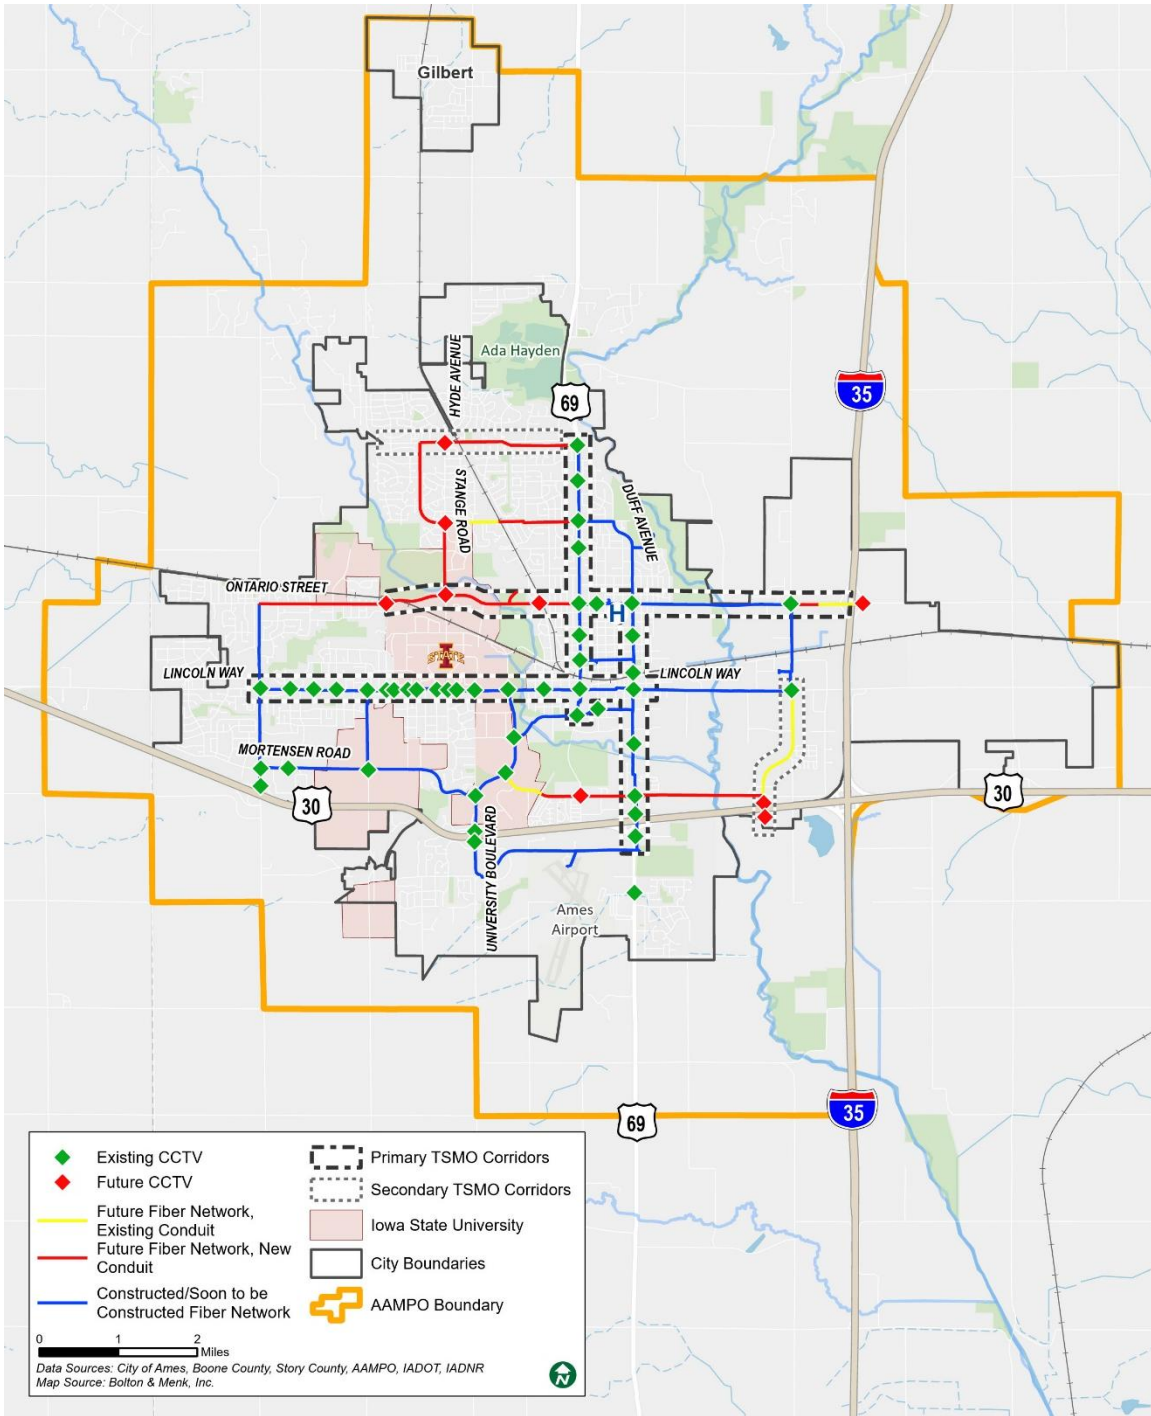 Gilbert
Ada Hayden
HYDE AVENUE
69
35
STANGE ROAD
DUFF AVENUE
ONTARIO STREET
H
I
STATE
LINCOLN WAY
LINCOLN WAY
MORTENSEN ROAD
30
30
UNIVERSITY BOULEVARD
Ames
Airport
35
69
Existing CCTV
Future CCTV
Future Fiber Network,
Existing Conduit
Future Fiber Network, New
Conduit
Constructed/Soon to be
Constructed Fiber Network
Primary TSMO Corridors
Secondary TSMO Corridors
Iowa State University
City Boundaries
AAMPO Boundary
0 1 2
Miles
Data Sources: City of Ames, Boone County, Story County, AAMPO, IADOT, IADNR
Map Source: Bolton & Menk, Inc.
N